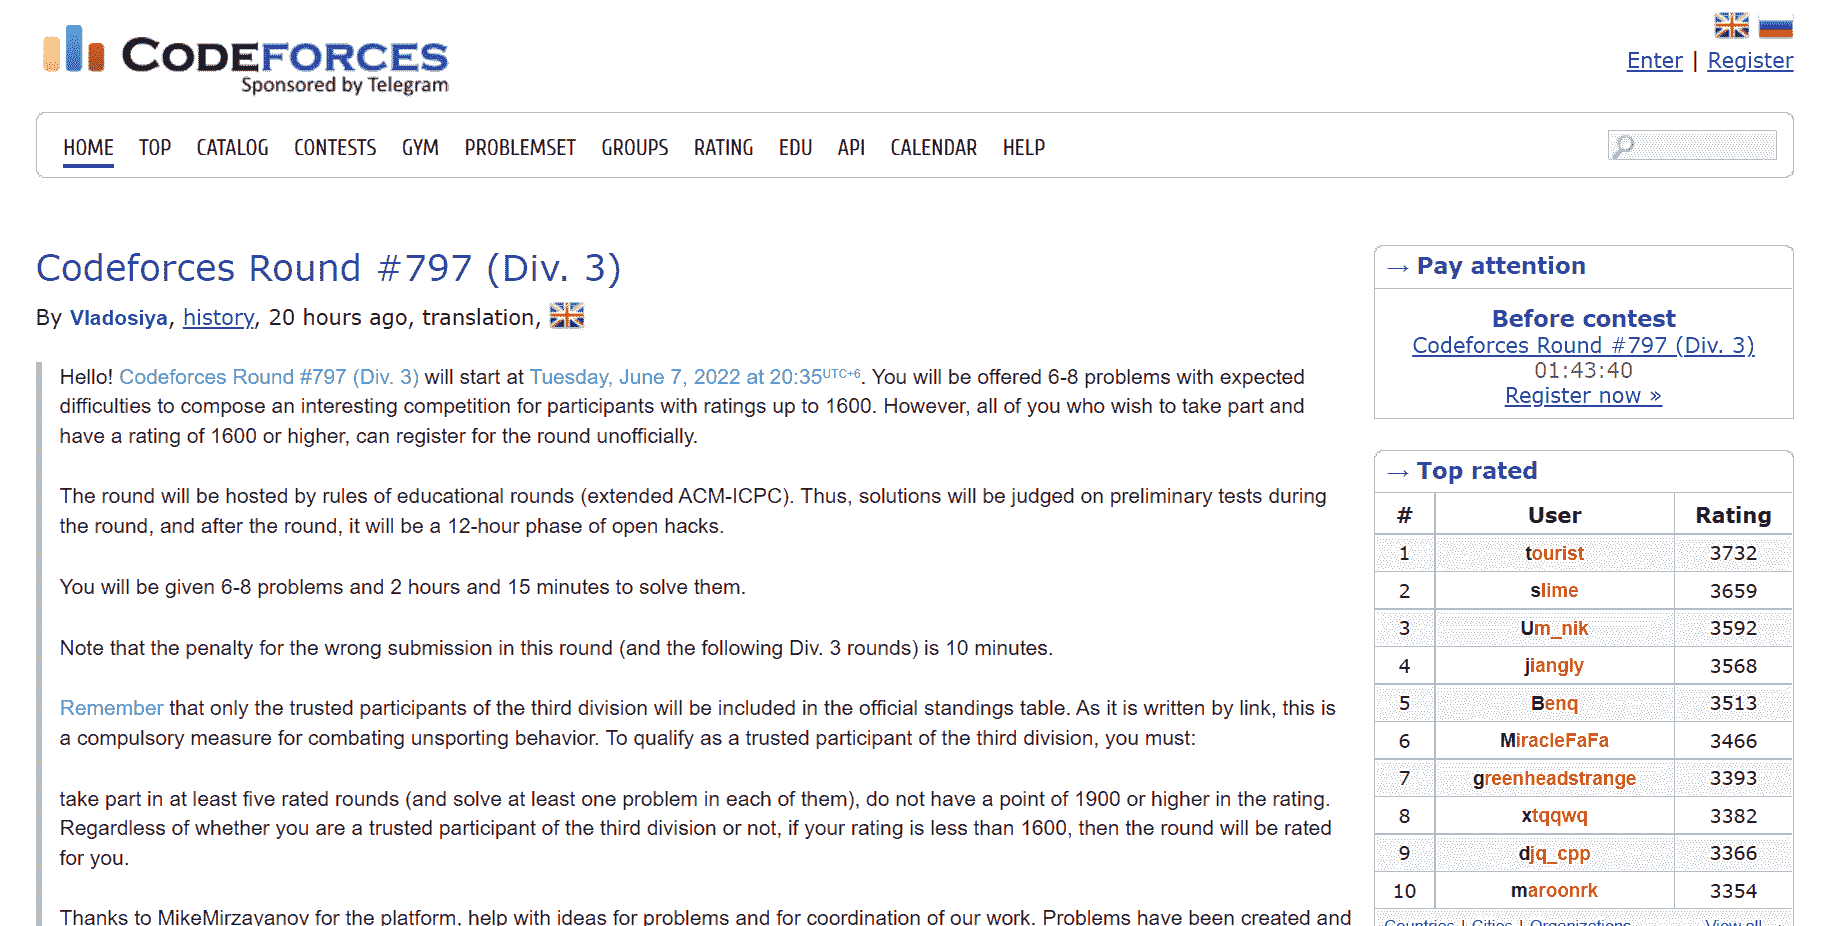 CODEFORCES
Sponsored by Telegram
Enter | Register
HOME TOP CATALOG CONTESTS GYM PROBLEMSET GROUPS RATING EDU API CALENDAR HELP
Codeforces Round #797 (Div. 3)
By Vladosiya, history, 20 hours ago, translation,
Hello! Codeforces Round #797 (Div. 3) will start at Tuesday, June 7, 2022 at 20:35UTC+6. You will be offered 6-8 problems with expected
difficulties to compose an interesting competition for participants with ratings up to 1600. However, all of you who wish to take part and
have a rating of 1600 or higher, can register for the round unofficially.
The round will be hosted by rules of educational rounds (extended ACM-ICPC). Thus, solutions will be judged on preliminary tests during
the round, and after the round, it will be a 12-hour phase of open hacks.
You will be given 6-8 problems and 2 hours and 15 minutes to solve them.
Note that the penalty for the wrong submission in this round (and the following Div. 3 rounds) is 10 minutes.
Remember that only the trusted participants of the third division will be included in the official standings table. As it is written by link, this is
a compulsory measure for combating unsporting behavior. To qualify as a trusted participant of the third division, you must:
take part in at least five rated rounds (and solve at least one problem in each of them), do not have a point of 1900 or higher in the rating.
Regardless of whether you are a trusted participant of the third division or not, if your rating is less than 1600, then the round will be rated
for you.
Thanks to MikeMirzayanov for the platform, help with ideas for problems and for coordination of our work. Problems have been created and
→ Pay attention
Before contest
Codeforces Round #797 (Div. 3)
01:43:40
Register now »
→ Top rated
# User Rating
1 tourist 3732
2 slime 3659
3 Um_nik 3592
4 jiangly 3568
5 Benq 3513
6 MiracleFaFa 3466
7 greenheadstrange 3393
8 xtqqwq 3382
9 djq_cpp 3366
10 maroonrk 3354
Countries | Cities | Organizations View all →